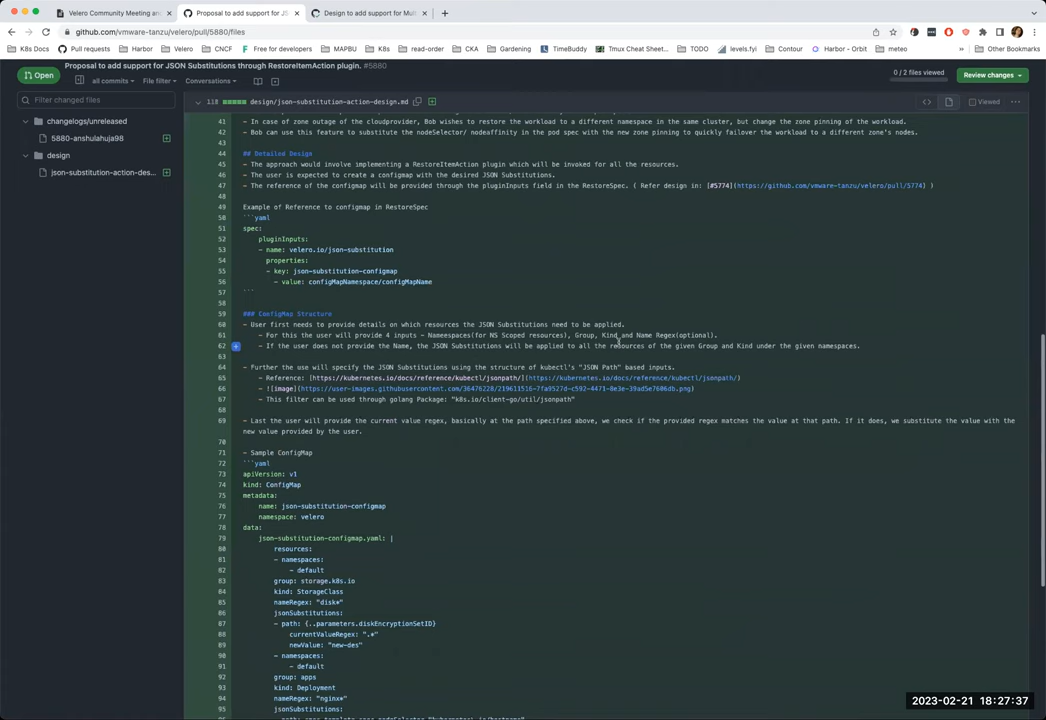 Velero Community Meeting and
Proposal to add support for JS
Design to add support for Mult
github.com/vmware-tanzu/velero/pull/5880/files
K8s Docs
Pull requests
Harbor
Velero
CNCF
Free for developers
MAPBU
K8s
read-order
CKA
Gardening
TimeBuddy
Tmux Cheat Sheet...
TODO
levels.fyi
Contour
Harbor - Orbit
meteo
»
Other Bookmarks
Proposal to add support for JSON Substitutions through RestoreItemAction plugin. #5880
Open
all commits
File filter
Conversations
0 / 2 files viewed
Review changes
Filter changed files
changelogs/unreleased
5880-anshulahuja98
design
json-substitution-action-des...
118 design/json-substitution-action-design.md
Viewed
41 - In case of zone outage of the cloudprovider, Bob wishes to restore the workload to a different namespace in the same cluster, but change the zone pinning of the workload.
42 - Bob can use this feature to substitute the nodeSelector/ nodeaffinity in the pod spec with the new zone pinning to quickly failover the workload to a different zone's nodes.
43
44 ## Detailed Design
45 - The approach would involve implementing a RestoreItemAction plugin which will be invoked for all the resources.
46 - The user is expected to create a configmap with the desired JSON Substitutions.
47 - The reference of the configmap will be provided through the pluginInputs field in the RestoreSpec. ( Refer design in: [#5774](https://github.com/vmware-tanzu/velero/pull/5774) )
48
49 Example of Reference to configmap in RestoreSpec
50 ```yaml
51 spec:
52 pluginInputs:
53 - name: velero.io/json-substitution
54 properties:
55 - key: json-substitution-configmap
56 - value: configMapNamespace/configMapName
57 ```
58
59 ### ConfigMap Structure
60 - User first needs to provide details on which resources the JSON Substitutions need to be applied.
61 - For this the user will provide 4 inputs - Namespaces(for NS Scoped resources), Group, Kind and Name Regex(optional).
62 - If the user does not provide the Name, the JSON Substitutions will be applied to all the resources of the given Group and Kind under the given namespaces.
63
64 - Further the use will specify the JSON Substitutions using the structure of kubectl's "JSON Path" based inputs.
65 - Reference: [https://kubernetes.io/docs/reference/kubectl/jsonpath/](https://kubernetes.io/docs/reference/kubectl/jsonpath/)
66 - ![image](https://user-images.githubusercontent.com/
67 - This filter can be used through golang Package: "k8s.io/client-go/util/jsonpath"
68
69 - Last the user will provide the current value regex, basically at the path specified above, we check if the provided regex matches the value at that path. If it does, we substitute the value with the
new value provided by the user.
70
71 - Sample ConfigMap
72 ```yaml
73 apiVersion: v1
74 kind: ConfigMap
75 metadata:
76 name: json-substitution-configmap
77 namespace: velero
78 data:
79 json-substitution-configmap.yaml: |
80 resources:
81 - namespaces:
82 - default
83 group: storage.k8s.io
84 kind: StorageClass
85 nameRegex: "disk*"
86 jsonSubstitutions:
87 - path: {..parameters.diskEncryptionSetID}
88 currentValueRegex: ".*"
89 newValue: "new-des"
90 - namespaces:
91 - default
92 group: apps
93 kind: Deployment
94 nameRegex: "nginx*"
95 jsonSubstitutions:
2023-02-21 18:27:37